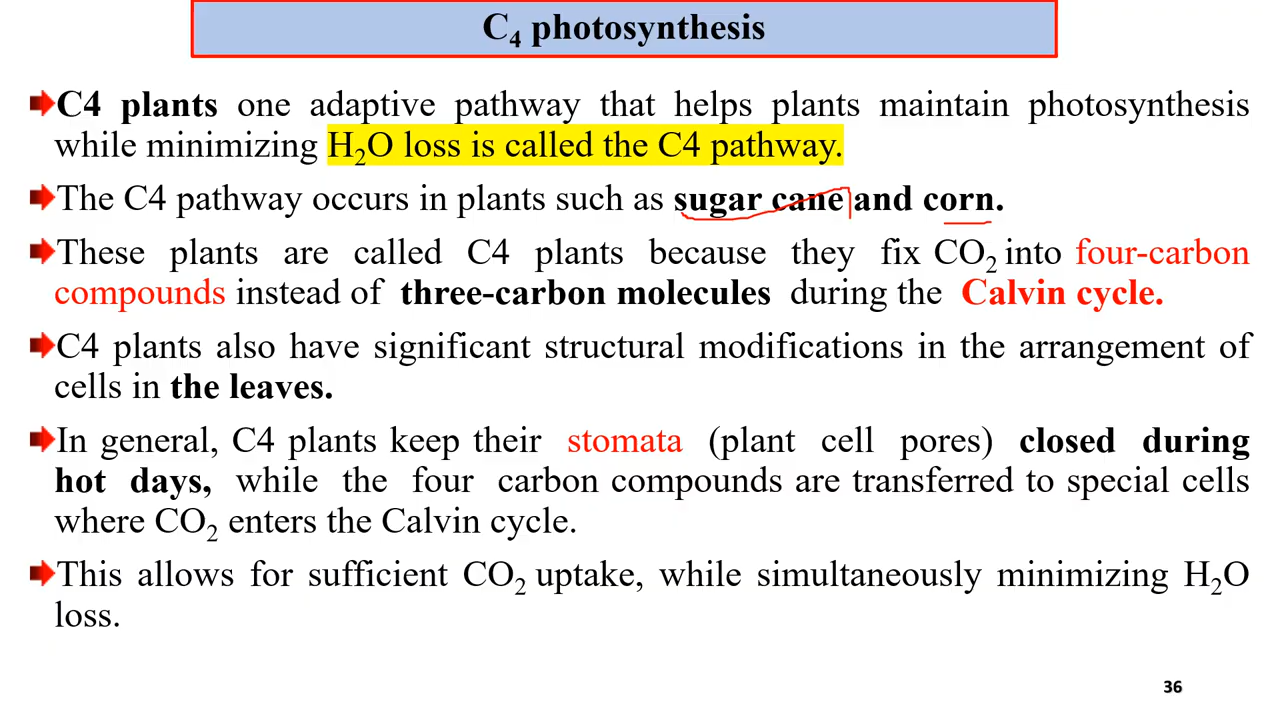 C₄ photosynthesis
C4 plants one adaptive pathway that helps plants maintain photosynthesis
while minimizing H₂O loss is called the C4 pathway.
The C4 pathway occurs in plants such as sugar cane and corn.
These plants are called C4 plants because they fix CO₂ into four-carbon
compounds instead of three-carbon molecules during the Calvin cycle.
C4 plants also have significant structural modifications in the arrangement of
cells in the leaves.
In general, C4 plants keep their stomata (plant cell pores) closed during
hot days, while the four carbon compounds are transferred to special cells
where CO₂ enters the Calvin cycle.
This allows for sufficient CO₂ uptake, while simultaneously minimizing H₂O
loss.
36